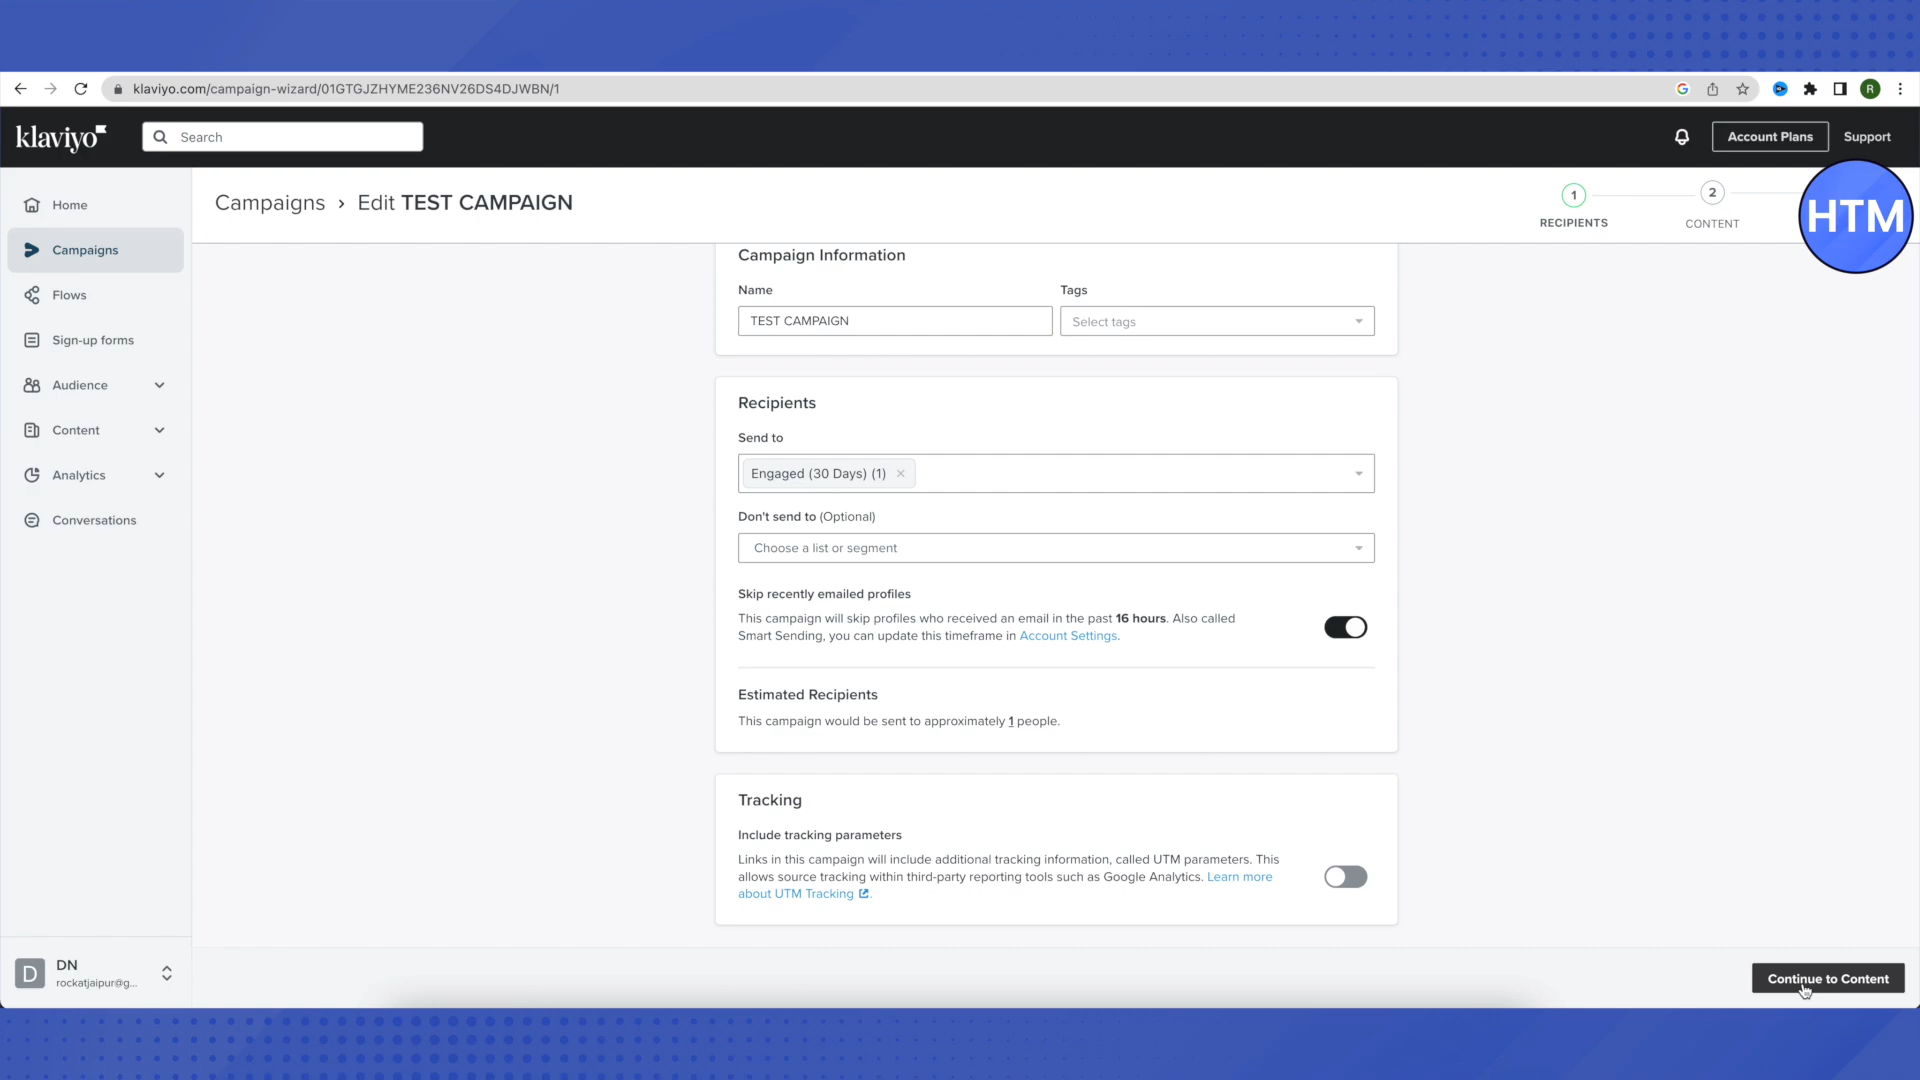 klaviyo.com/campaign-wizard/01GTGJZHYME236NV26DS4DJWBN/1
R
klaviyo
Search
Account Plans
Support
Home
Campaigns
Flows
Sign-up forms
Audience
Content
Analytics
Conversations
Campaigns › Edit TEST CAMPAIGN
1
RECIPIENTS
2
CONTENT
HTM
Campaign Information
Name
Tags
TEST CAMPAIGN
Select tags
Recipients
Send to
Engaged (30 Days) (1) ×
Don't send to (Optional)
Choose a list or segment
Skip recently emailed profiles
This campaign will skip profiles who received an email in the past 16 hours. Also called
Smart Sending, you can update this timeframe in Account Settings.
Estimated Recipients
This campaign would be sent to approximately 1 people.
Tracking
Include tracking parameters
Links in this campaign will include additional tracking information, called UTM parameters. This
allows source tracking within third-party reporting tools such as Google Analytics. Learn more
about UTM Tracking .
D
DN
rockatjaipur@g...
Continue to Content